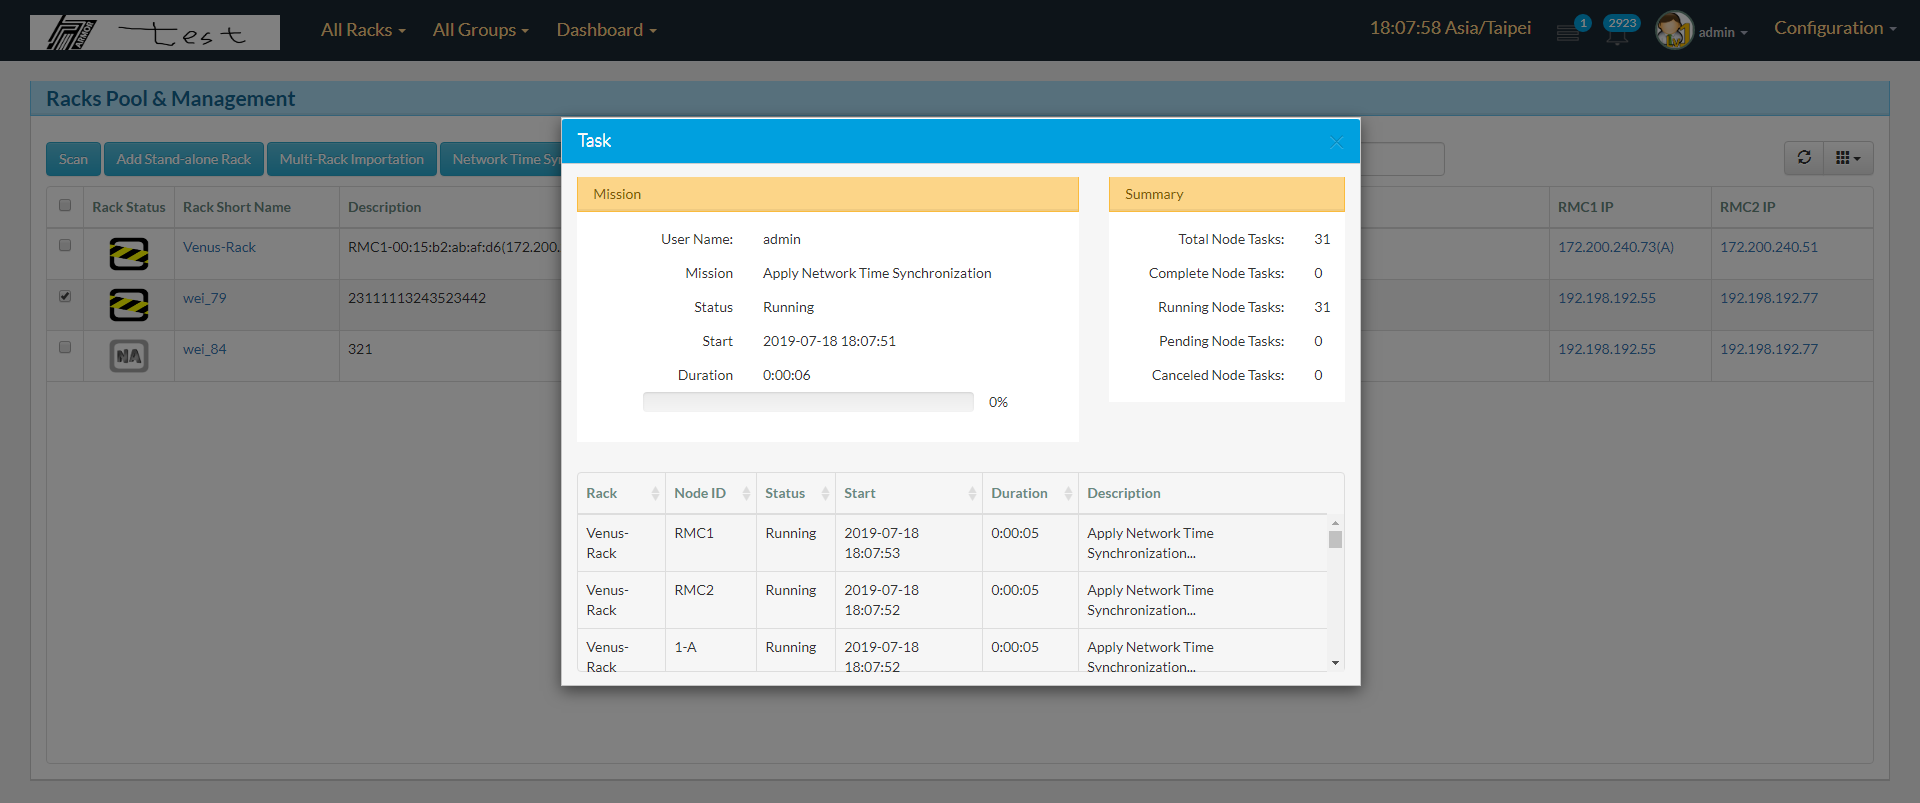 ARMOR test
All Racks
All Groups
Dashboard
18:07:58 Asia/Taipei
1
2923
admin
Configuration
Racks Pool & Management
Scan
Add Stand-alone Rack
Multi-Rack Importation
Network Time Sy
Rack Status Rack Short Name Description RMC1 IP RMC2 IP
Venus-Rack RMC1-00:15:b2:ab:af:d6(172.200. 172.200.240.73(A) 172.200.240.51
wei_79 23111113243523442 192.198.192.55 192.198.192.77
NA wei_84 321 192.198.192.55 192.198.192.77
Task
Mission
User Name: admin
Mission Apply Network Time Synchronization
Status Running
Start 2019-07-18 18:07:51
Duration 0:00:06
0%
Summary
Total Node Tasks: 31
Complete Node Tasks: 0
Running Node Tasks: 31
Pending Node Tasks: 0
Canceled Node Tasks: 0
Rack Node ID Status Start Duration Description
Venus- RMC1 Running 2019-07-18 0:00:05 Apply Network Time
Rack 18:07:53 Synchronization...
Venus- RMC2 Running 2019-07-18 0:00:05 Apply Network Time
Rack 18:07:52 Synchronization...
Venus- 1-A Running 2019-07-18 0:00:05 Apply Network Time
Rack 18:07:52 Synchronization...